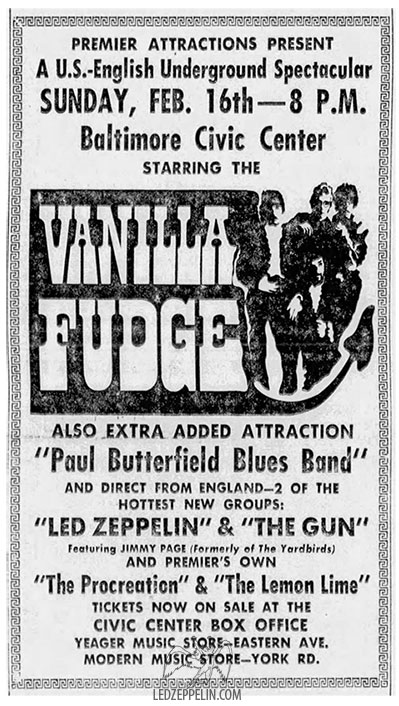 PREMIER ATTRACTIONS PRESENT
A U.S.-English Underground Spectacular
SUNDAY, FEB. 16th—8 P.M.
Baltimore Civic Center
STARRING THE
VANILLA
FUDGE
ALSO EXTRA ADDED ATTRACTION
"Paul Butterfield Blues Band"
AND DIRECT FROM ENGLAND—2 OF THE
HOTTEST NEW GROUPS:
"LED ZEPPELIN" & "THE GUN"
Featuring JIMMY PAGE (Formerly of The Yardbirds)
AND PREMIER'S OWN
"The Procreation" & "The Lemon Lime"
TICKETS NOW ON SALE AT THE
CIVIC CENTER BOX OFFICE
YEAGER MUSIC STORE—EASTERN AVE.
MODERN MUSIC STORE—YORK RD.
LEDZEPPELIN.COM